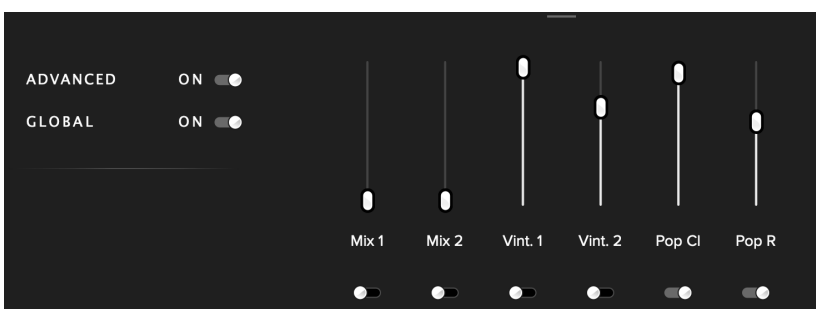 ADVANCED ON
GLOBAL ON
Mix 1 Mix 2 Vint. 1 Vint. 2 Pop Cl Pop R